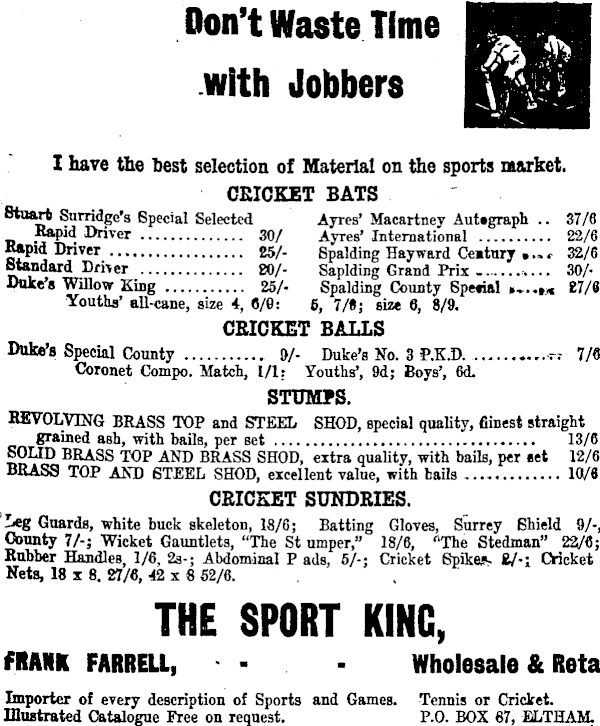 Don't Waste Time
with Jobbers
I have the best selection of Material on the sports market.
CRICKET BATS
Stuart Surridge's Special Selected
Rapid Driver .............. 30/
Rapid Driver ................. 25/-
Standard Driver ............. 20/-
Duke's Willow King .......... 25/-
Ayres' Macartney Autograph .. 37/6
Ayres' International .......... 22/6
Spalding Hayward Century .... 32/6
Saplding Grand Prix .......... 30/-
Spalding County Special ...... 27/6
Youths' all-cane, size 4, 6/0: 5, 7/6; size 6, 8/9.
CRICKET BALLS
Duke's Special County .......... 9/- Duke's No. 3 P.K.D. ............ 7/6
Coronet Compo. Match, 1/1; Youths', 9d; Boys', 6d.
STUMPS.
REVOLVING BRASS TOP and STEEL SHOD, special quality, finest straight
grained ash, with bails, per set .................................. 13/6
SOLID BRASS TOP AND BRASS SHOD, extra quality, with bails, per set 12/6
BRASS TOP AND STEEL SHOD, excellent value, with bails ............ 10/6
CRICKET SUNDRIES.
Leg Guards, white buck skeleton, 18/6; Batting Gloves, Surrey Shield 9/-,
County 7/-; Wicket Gauntlets, "The St umper," 18/6, "The Stedman" 22/6;
Rubber Handles, 1/6, 2s-; Abdominal P ads, 5/-; Cricket Spikes 2/-; Cricket
Nets, 18 x 8, 27/6, 42 x 8 52/6.
THE SPORT KING,
FRANK FARRELL, - - Wholesale & Reta
Importer of every description of Sports and Games. Tennis or Cricket.
Illustrated Catalogue Free on request. P.O. BOX 67, ELTHAM.